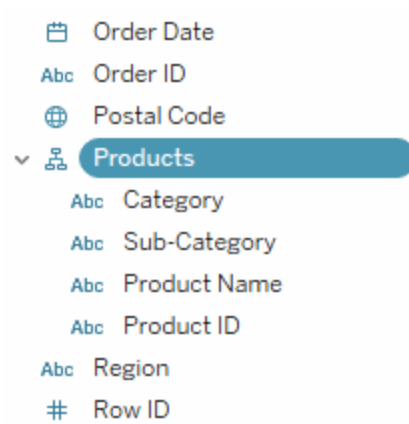 Order Date
Abc Order ID
Postal Code
Products
Abc Category
Abc Sub-Category
Abc Product Name
Abc Product ID
Abc Region
# Row ID